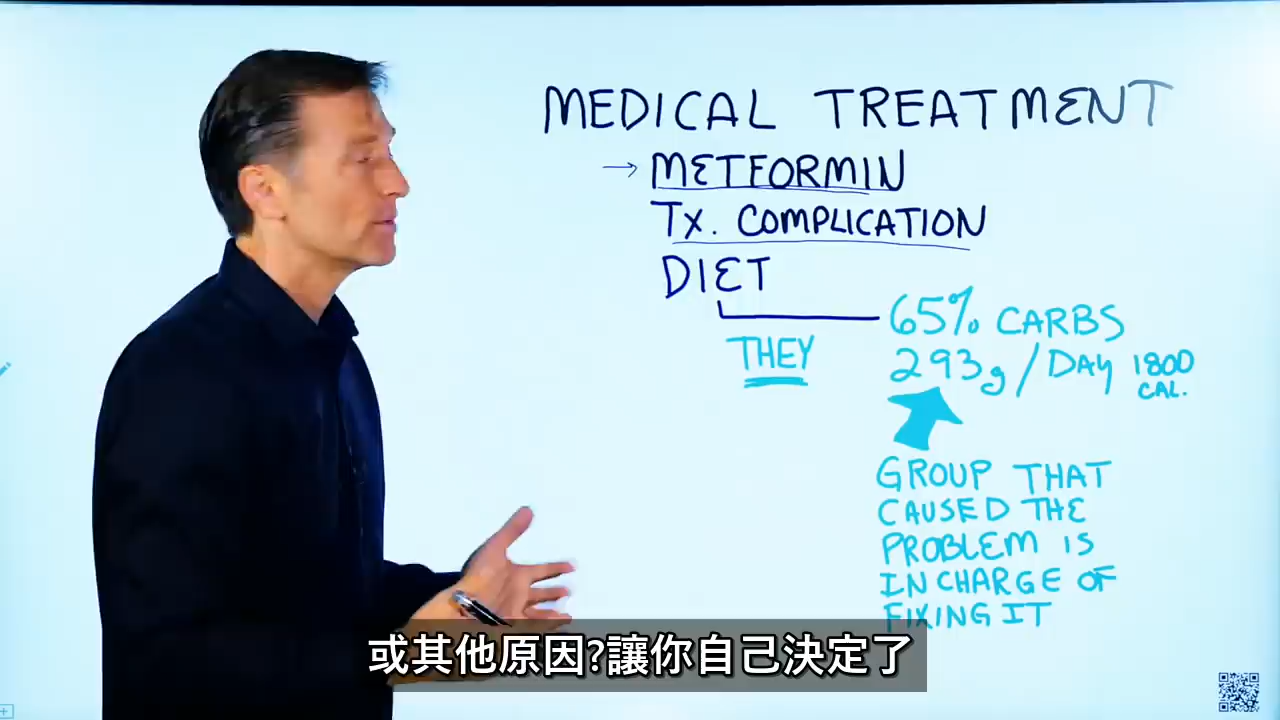 MEDICAL TREATMENT
→ METFORMIN
TX. COMPLICATION
DIET
65% CARBS
THEY
293g/DAY 1800 CAL.
GROUP THAT
CAUSED THE
PROBLEM IS
IN CHARGE OF
FIXING IT
或其他原因?讓你自己決定了